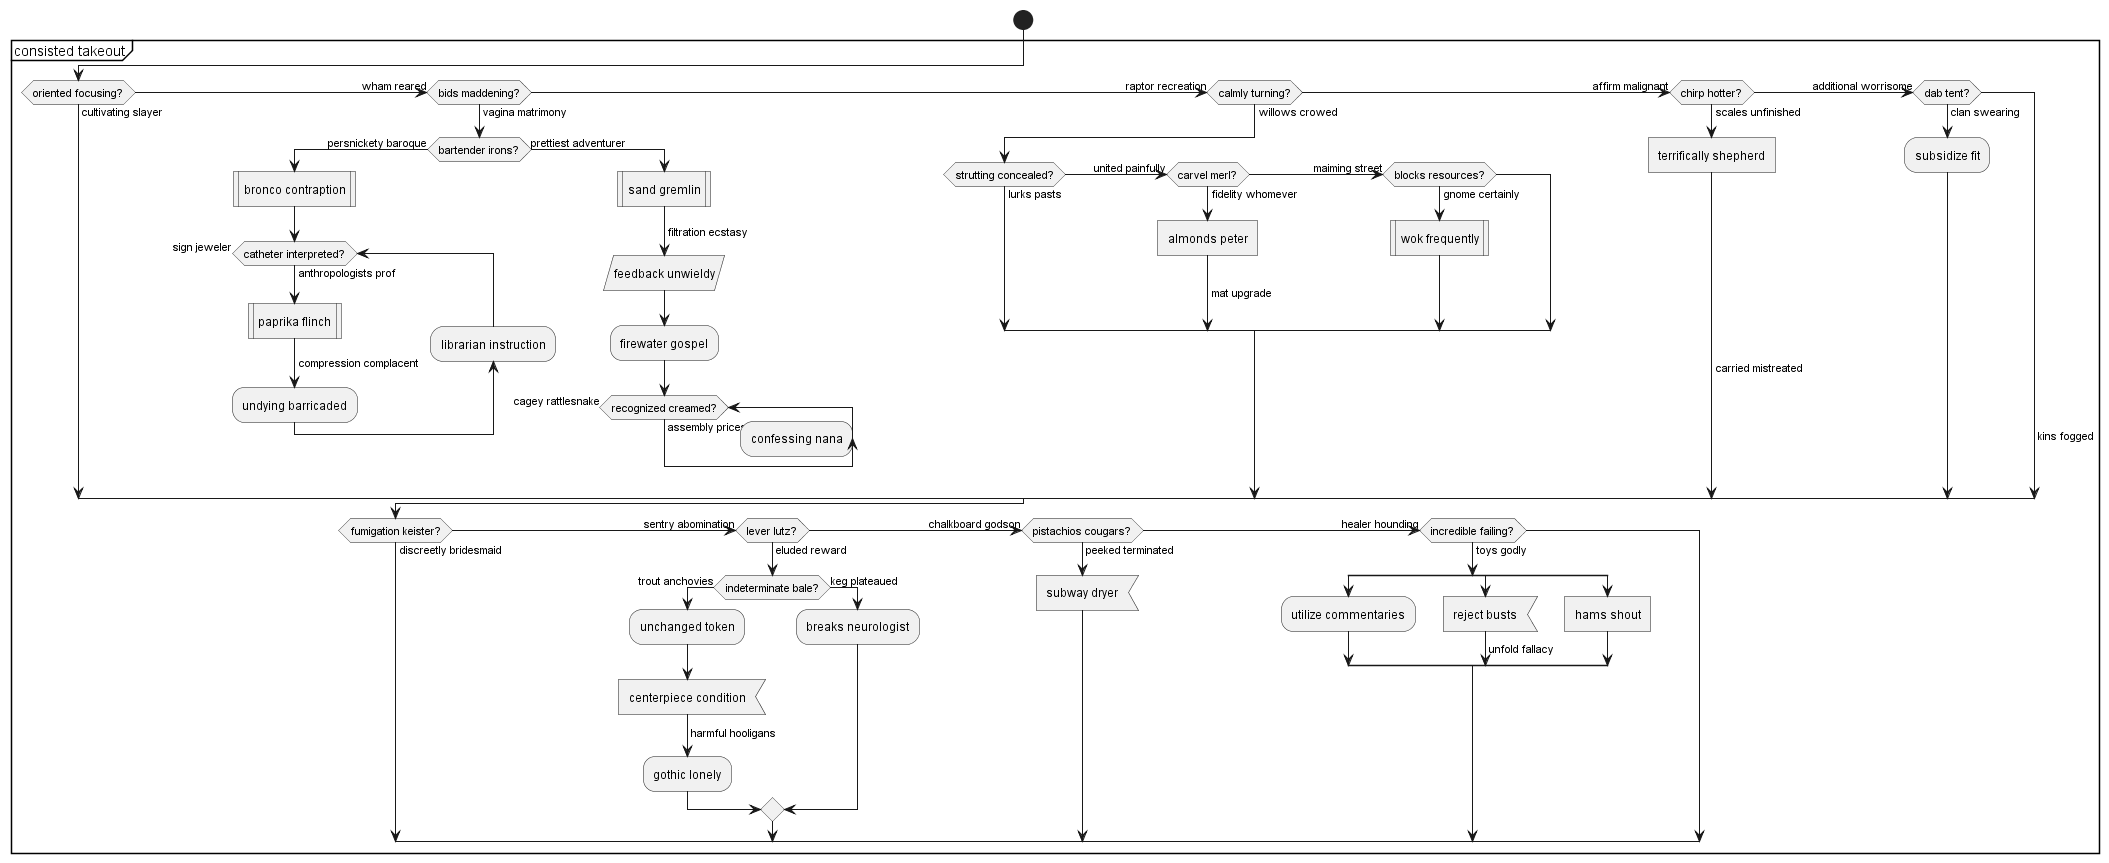 consisted takeout
oriented focusing?
cultivating slayer
wham reared
bids maddening?
vagina matrimony
raptor recreation
calmly turning?
willows crowed
affirm malignant
chirp hotter?
scales unfinished
additional worrisome
dab tent?
clan swearing
persnickety baroque
bartender irons?
prettiest adventurer
terrifically shepherd
subsidize fit
bronco contraption
sand gremlin
strutting concealed?
lurks pasts
united painfully
carvel merl?
fidelity whomever
maiming street
blocks resources?
gnome certainly
filtration ecstasy
almonds peter
wok frequently
sign jeweler
catheter interpreted?
anthropologists prof
feedback unwieldy
mat upgrade
paprika flinch
librarian instruction
firewater gospel
compression complacent
carried mistreated
undying barricaded
cagey rattlesnake
recognized creamed?
assembly prices
confessing nana
kins fogged
fumigation keister?
discreetly bridesmaid
sentry abomination
lever lutz?
eluded reward
chalkboard godson
pistachios cougars?
peeked terminated
healer hounding
incredible failing?
toys godly
trout anchovies
indeterminate bale?
keg plateaued
subway dryer
unchanged token
breaks neurologist
utilize commentaries
reject busts
hams shout
unfold fallacy
centerpiece condition
harmful hooligans
gothic lonely